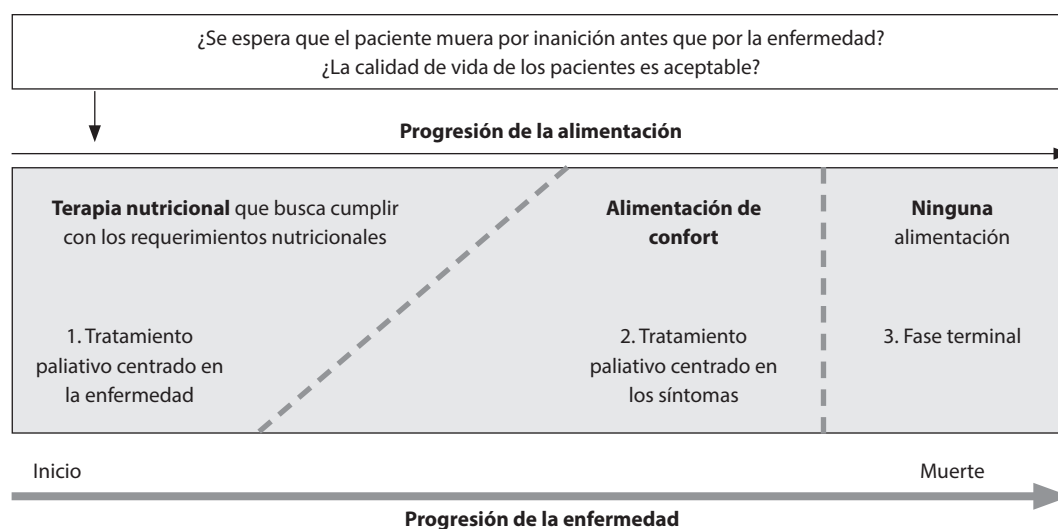 ¿Se espera que el paciente muera por inanición antes que por la enfermedad?
¿La calidad de vida de los pacientes es aceptable?
Progresión de la alimentación
Terapia nutricional que busca cumplir
con los requerimientos nutricionales
Alimentación de
confort
Ninguna
alimentación
1. Tratamiento
paliativo centrado en
la enfermedad
2. Tratamiento
paliativo centrado en
los síntomas
3. Fase terminal
Inicio
Muerte
Progresión de la enfermedad